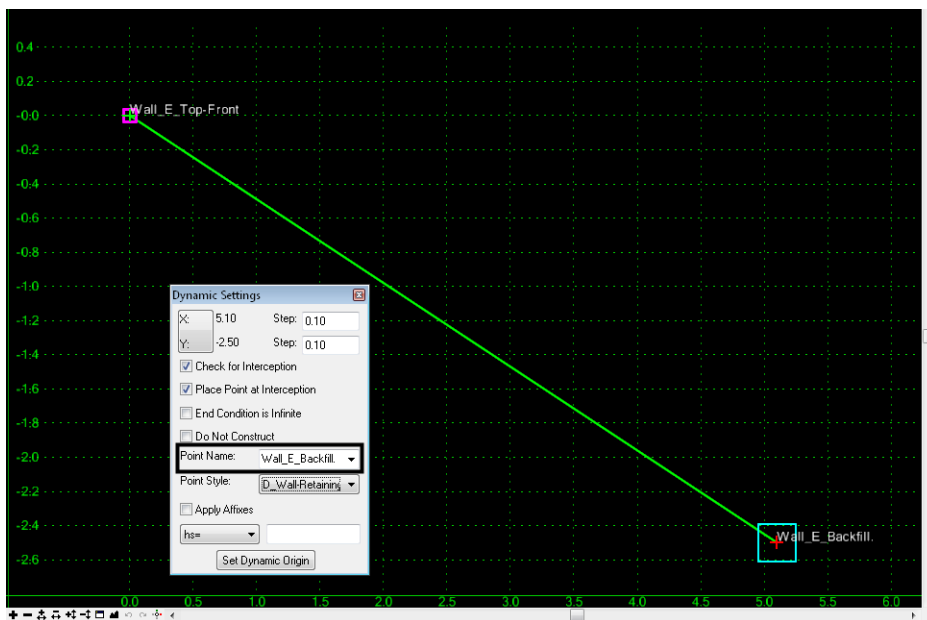 0.4
0.2
-0.0
Wall_E_Top-Front
-0.2
-0.4
-0.6
-0.8
-1.0
-1.2
-1.4
-1.6
-1.8
-2.0
-2.2
-2.4
-2.6
Dynamic Settings
X: 5.10 Step: 0.10
Y: -2.50 Step: 0.10
Check for Interception
Place Point at Interception
End Condition is Infinite
Do Not Construct
Point Name: Wall_E_Backfill.
Point Style: D_Wall-Retaining
Apply Affixes
hs=
Set Dynamic Origin
Wall_E_Backfill.
0.0 0.5 1.0 1.5 2.0 2.5 3.0 3.5 4.0 4.5 5.0 5.5 6.0